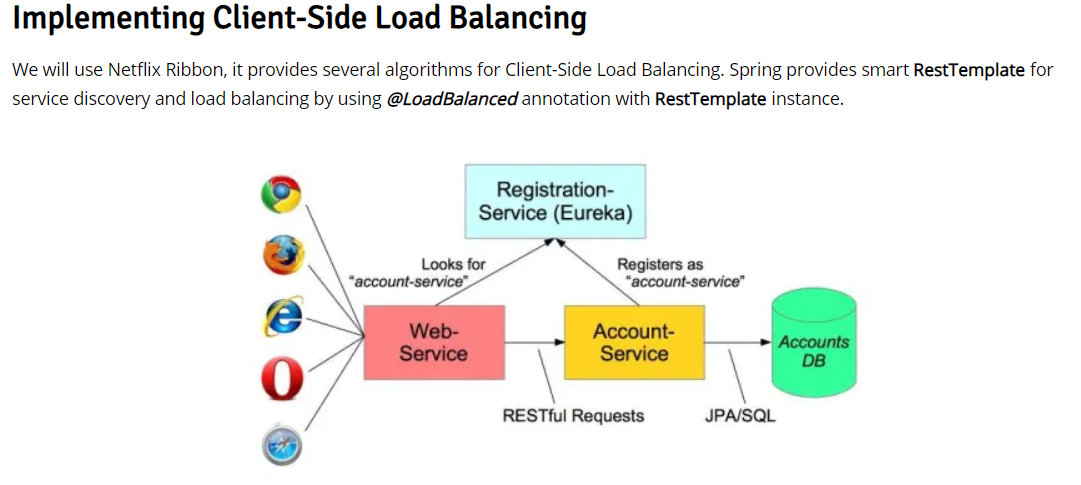 Implementing Client-Side Load Balancing
We will use Netflix Ribbon, it provides several algorithms for Client-Side Load Balancing. Spring provides smart RestTemplate for
service discovery and load balancing by using @LoadBalanced annotation with RestTemplate instance.
Registration-
Service (Eureka)
Looks for
"account-service"
Registers as
"account-service"
Web-
Service
Account-
Service
Accounts
DB
RESTful Requests
JPA/SQL